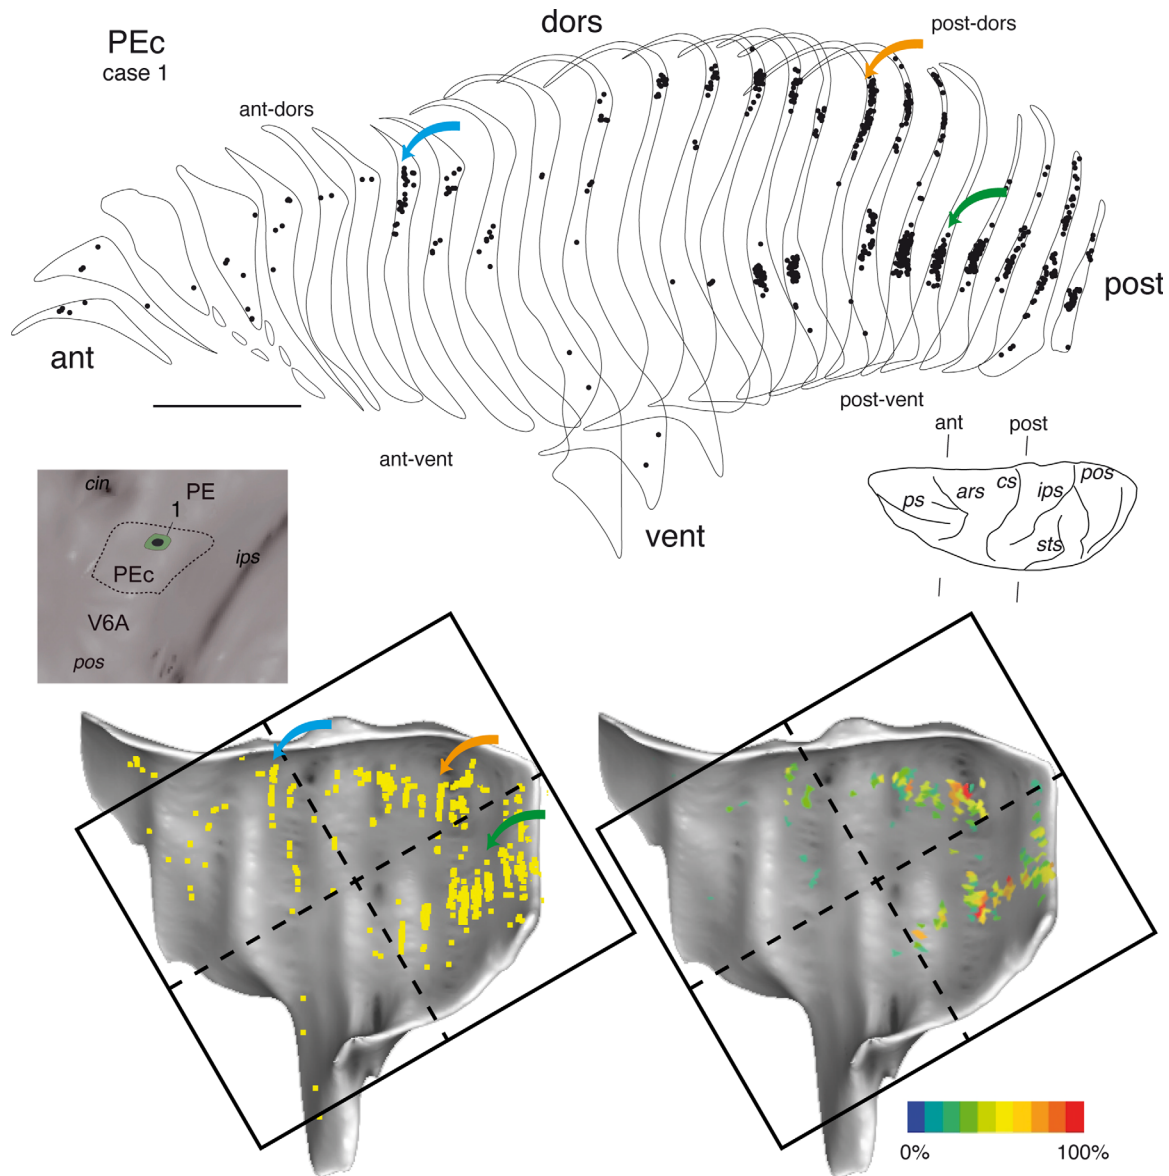 dors
PEc
case 1
post-dors
ant-dors
post
ant
post-vent
ant-vent
vent
ant
post
ps
ars
cs
ips
pos
sts
cin
PE
1
ips
PEc
V6A
pos
0%
100%